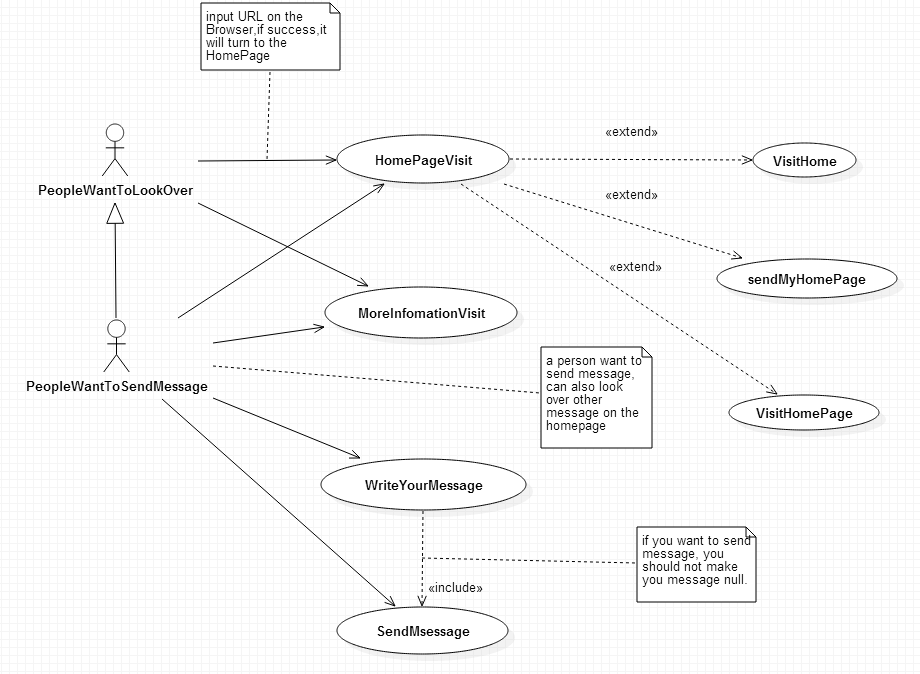 input URL on the
Browser,if success,it
will turn to the
HomePage
«extend»
HomePageVisit
VisitHome
PeopleWantToLookOver
«extend»
«extend»
sendMyHomePage
MoreInfomationVisit
a person want to
send message,
can also look
over other
message on the
homepage
PeopleWantToSendMessage
VisitHomePage
WriteYourMessage
if you want to send
message, you
should not make
you message null.
«include»
SendMsessage